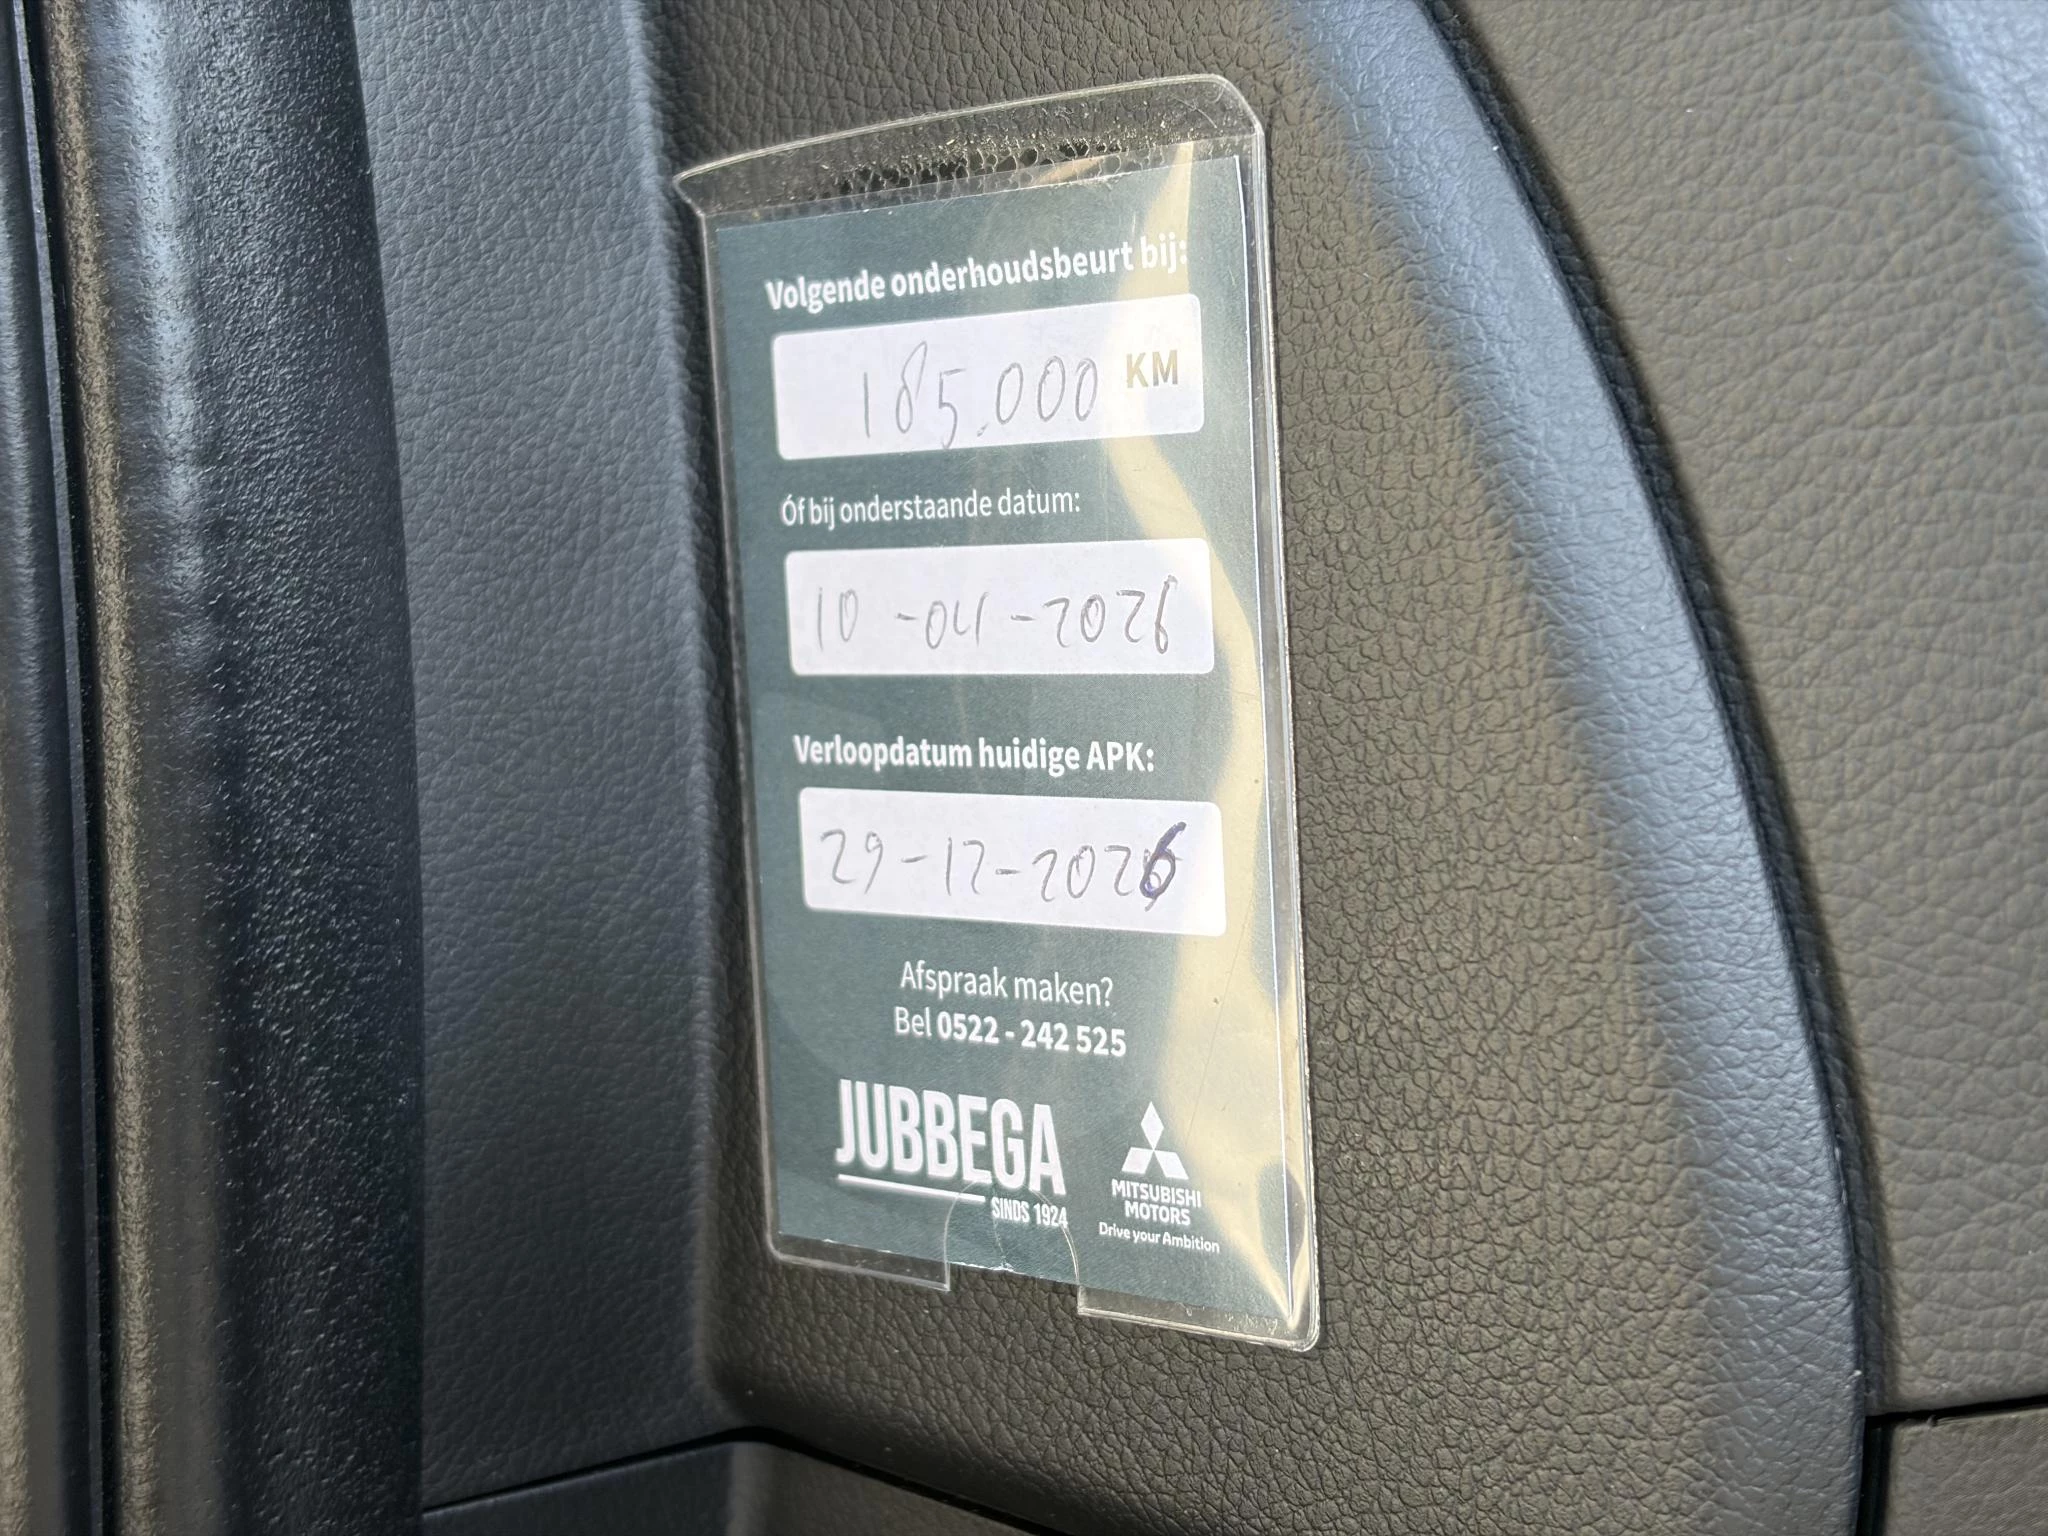 Volgende onderhoudsbeurt bij:
185.000 KM
Óf bij onderstaande datum:
10-04-2026
Verloopdatum huidige APK:
29-12-2026
Afspraak maken?
Bel 0522 - 242 525
JUBBEGA
SINDS 1924
MITSUBISHI
MOTORS
Drive your Ambition